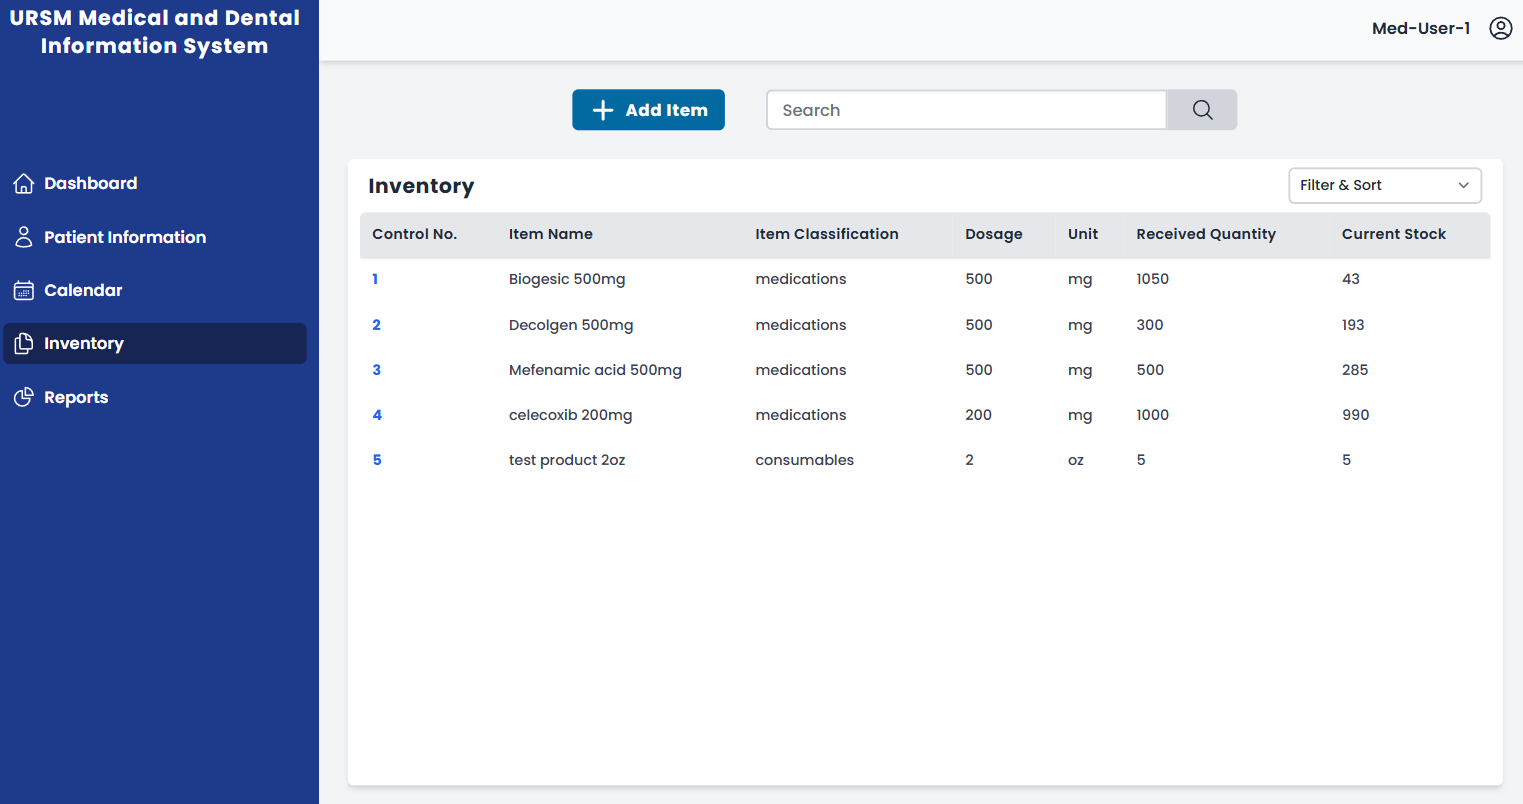 URSM Medical and Dental
Information System
Med-User-1
Add Item
Search
Dashboard
Patient Information
Calendar
Inventory
Reports
Inventory
Filter & Sort
Control No. Item Name Item Classification Dosage Unit Received Quantity Current Stock
1 Biogesic 500mg medications 500 mg 1050 43
2 Decolgen 500mg medications 500 mg 300 193
3 Mefenamic acid 500mg medications 500 mg 500 285
4 celecoxib 200mg medications 200 mg 1000 990
5 test product 2oz consumables 2 oz 5 5